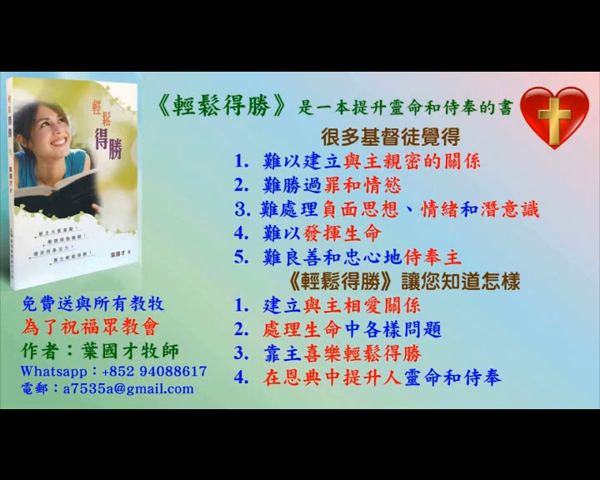 輕鬆
得勝
輕鬆得勝
葉國才 著
《輕鬆得勝》是一本提升靈命和侍奉的書
很多基督徒覺得
1. 難以建立與主親密的關係
2. 難勝過罪和情慾
3. 難處理負面思想、情緒和潛意識
4. 難以發揮生命
5. 難良善和忠心地侍奉主
《輕鬆得勝》讓您知道怎樣
1. 建立與主相愛關係
2. 處理生命中各樣問題
3. 靠主喜樂輕鬆得勝
4. 在恩典中提升人靈命和侍奉
免費送與所有教牧
為了祝福眾教會
作者：葉國才牧師
Whatsapp：+852 94088617
電郵：a7535a@gmail.com